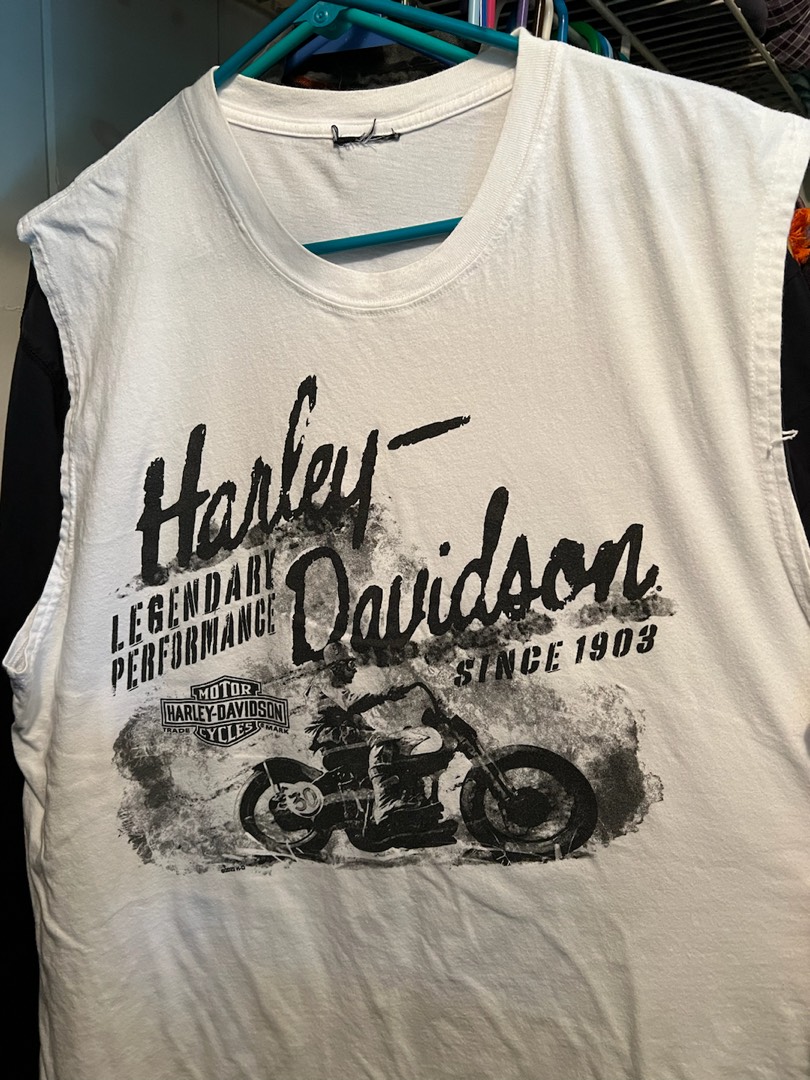 Harley-
Davidson
LEGENDARY
PERFORMANCE
SINCE 1903
MOTOR
HARLEY-DAVIDSON
CYCLES
TRADE MARK
30